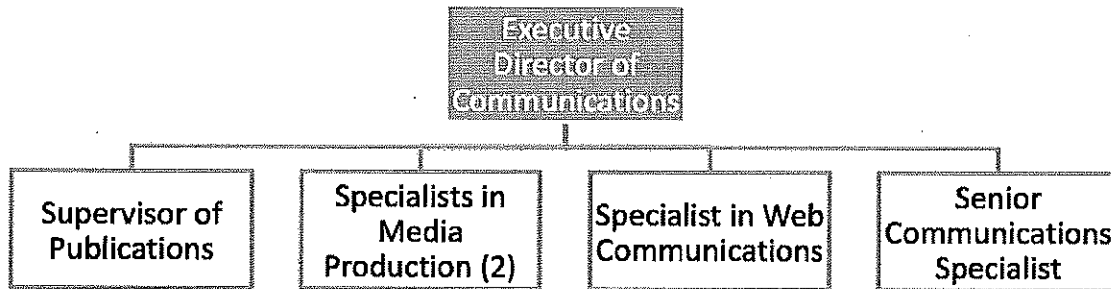 Executive
Director of
Communications
Supervisor of
Publications
Specialists in
Media
Production (2)
Specialist in Web
Communications
Senior
Communications
Specialist